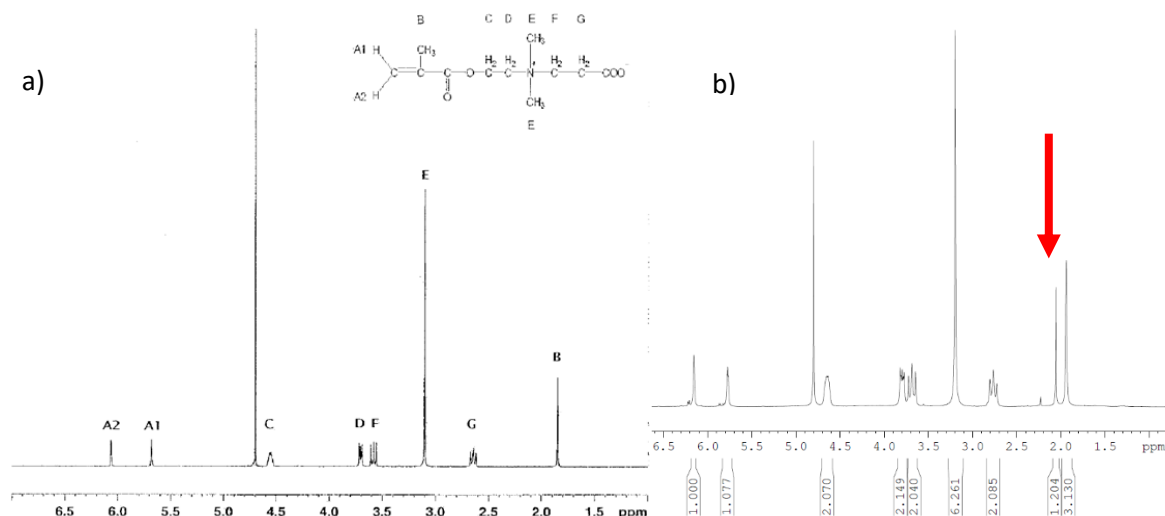 a)
B C D E F G
A1 H CH₃ CH₃
H₂ H₂ H₂ H₂
C C C O C C N⁺ C C COO⁻
A2 H O CH₃
E
E
B
A2 A1 C D F G
6.5 6.0 5.5 5.0 4.5 4.0 3.5 3.0 2.5 2.0 1.5 ppm
b)
6.5 6.0 5.5 5.0 4.5 4.0 3.5 3.0 2.5 2.0 1.5 ppm
1.000 1.077 2.070 2.149 2.040 6.261 2.085 1.204 3.130